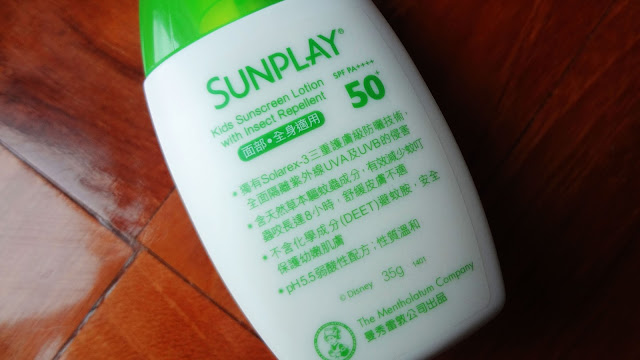 SUNPLAY®
SPF PA++++
50+
Kids Sunscreen Lotion
with Insect Repellent
面部•全身適用
• 獨有Solarex-3三重護膚級防曬技術，
全面隔離紫外線UVA及UVB的侵害
• 含天然草本驅蚊蟲成分，有效減少蚊叮
蟲咬長達8小時，舒緩皮膚不適
• 不含化學成分(DEET)避蚊胺，安全
保護幼嫩肌膚
• pH5.5弱酸性配方；性質溫和
© Disney 35g 1401
The Mentholatum Company
曼秀雷敦公司出品